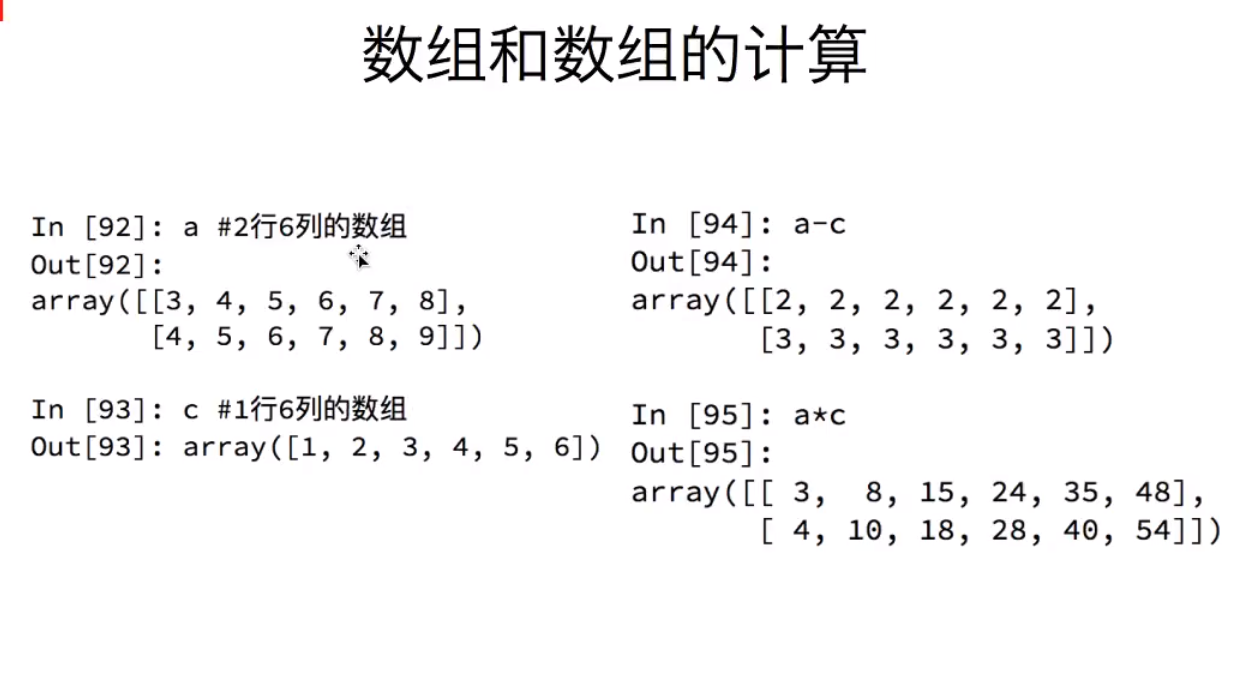 数组和数组的计算
In [92]: a #2行6列的数组
Out[92]:
array([[3, 4, 5, 6, 7, 8],
       [4, 5, 6, 7, 8, 9]])
In [93]: c #1行6列的数组
Out[93]: array([1, 2, 3, 4, 5, 6])
In [94]: a-c
Out[94]:
array([[2, 2, 2, 2, 2, 2],
       [3, 3, 3, 3, 3, 3]])
In [95]: a*c
Out[95]:
array([[ 3,  8, 15, 24, 35, 48],
       [ 4, 10, 18, 28, 40, 54]])